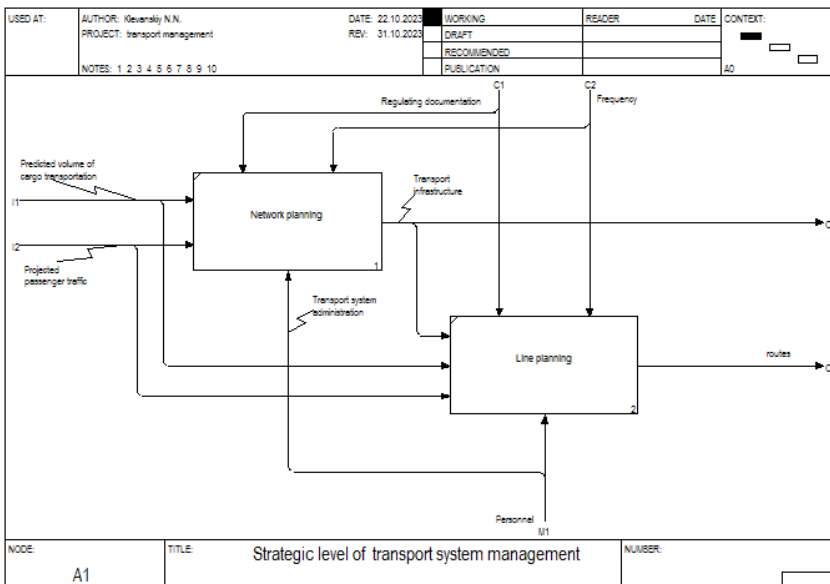 USED AT:
AUTHOR: Klevanskiy N.N.
DATE: 22.10.2023
WORKING
READER
DATE
CONTEXT:
PROJECT: transport management
REV: 31.10.2023
DRAFT
RECOMMENDED
NOTES: 1 2 3 4 5 6 7 8 9 10
PUBLICATION
A0
C1
C2
Regulating documentation
Frequency
Predicted volume of
cargo transportation
I1
Transport
infrastructure
Network planning
1
I2
Projected
passenger traffic
Transport system
administration
Line planning
2
routes
Personnel
M1
NODE:
A1
TITLE:
Strategic level of transport system management
NUMBER: